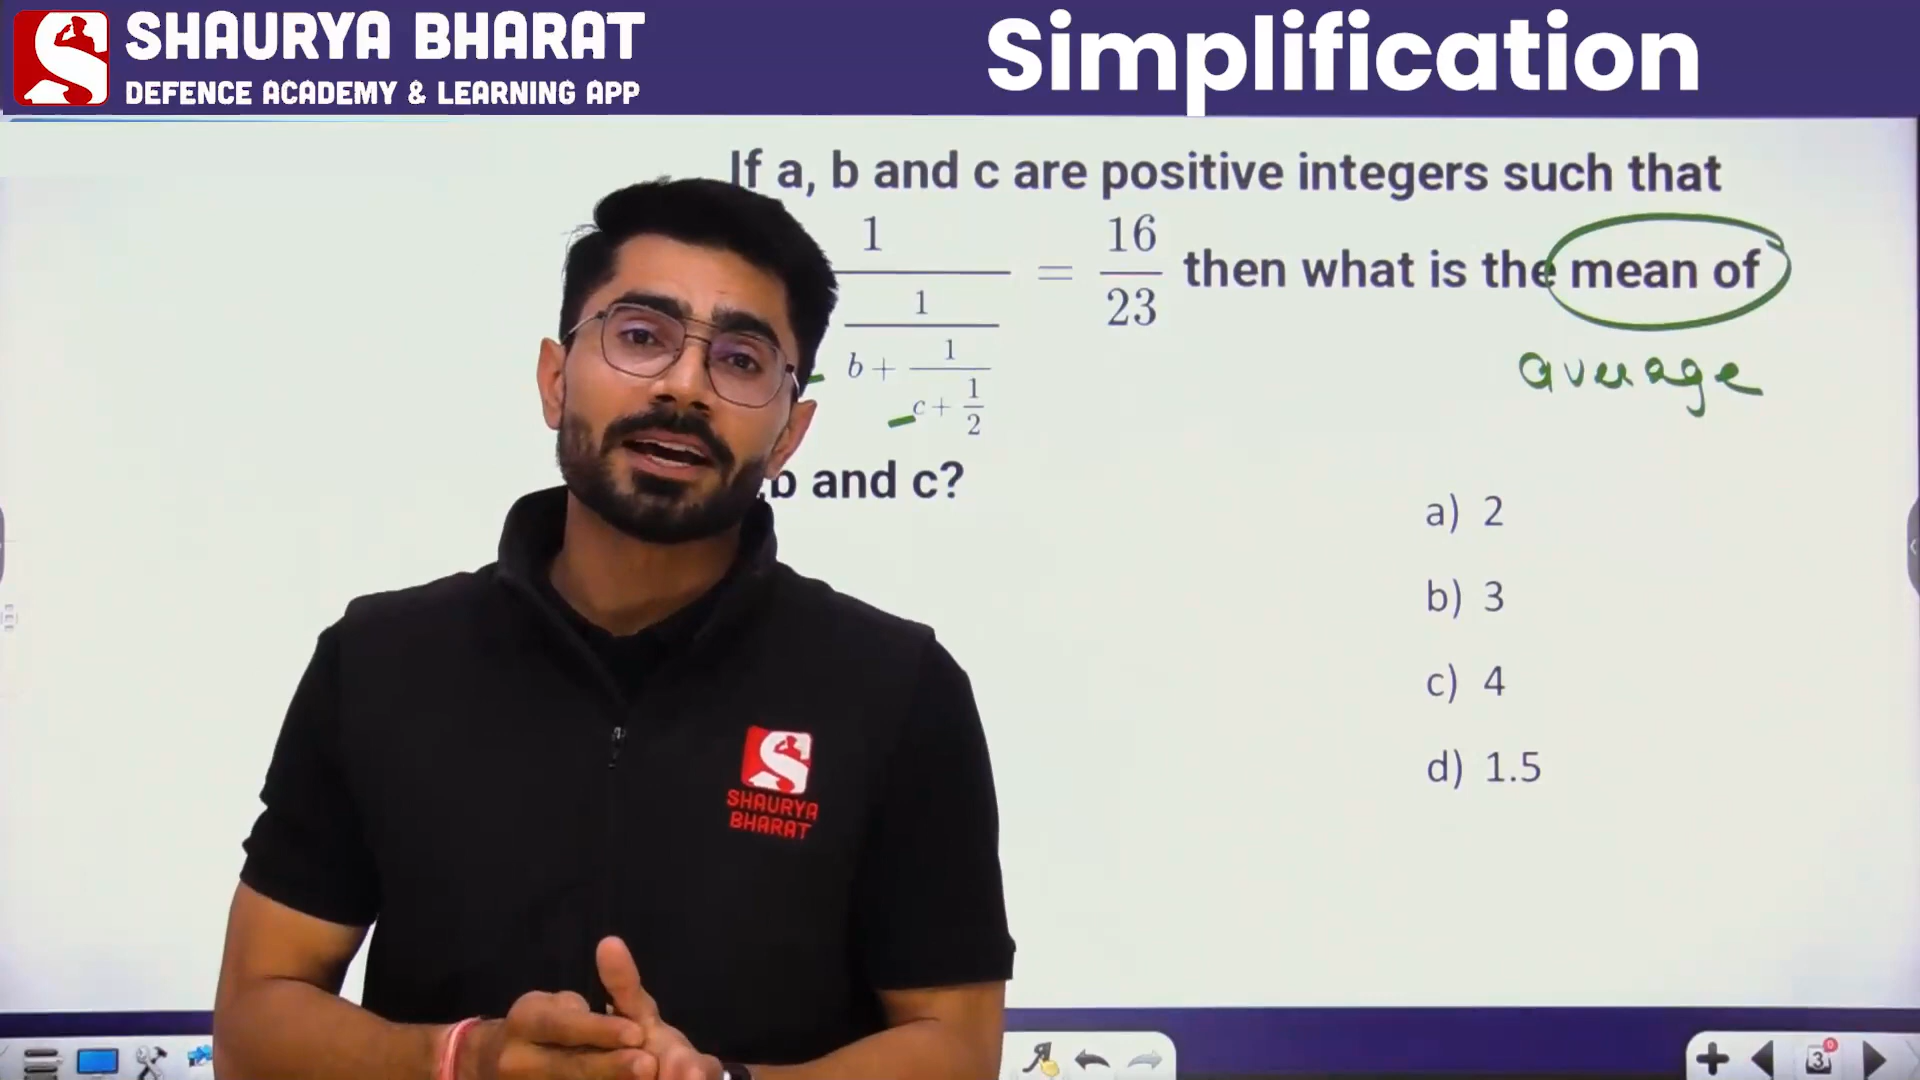 SHAURYA BHARAT
DEFENCE ACADEMY & LEARNING APP
Simplification
If a, b and c are positive integers such that
1 / 1 / b + 1 / c + 1/2 = 16/23 then what is the mean of
average
b and c?
a) 2
b) 3
c) 4
d) 1.5
SHAURYA
BHARAT
3